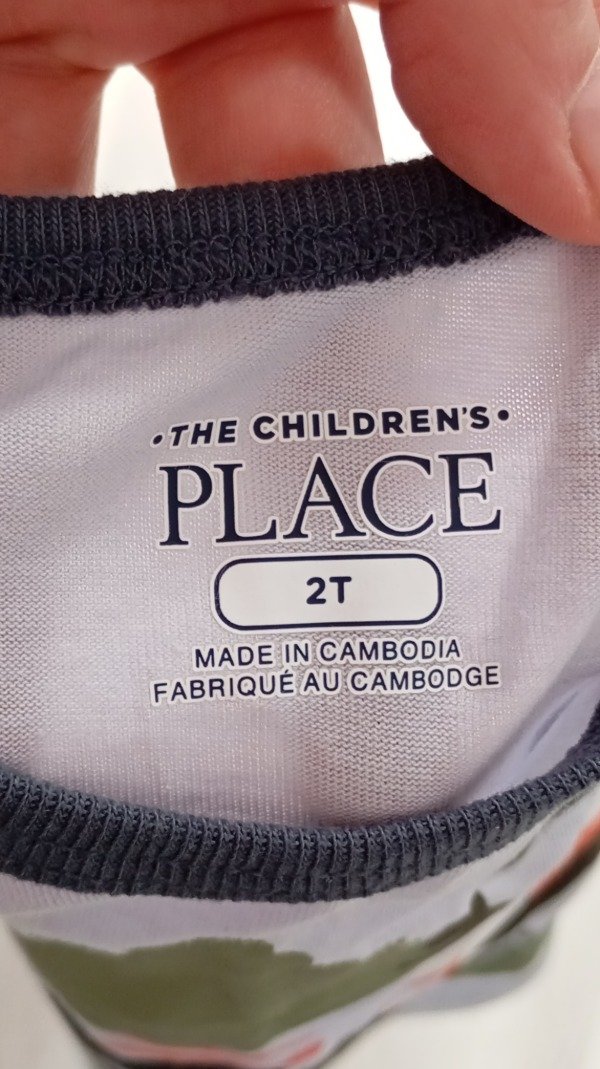 •THE CHILDREN'S•
PLACE
2T
MADE IN CAMBODIA
FABRIQUÉ AU CAMBODGE